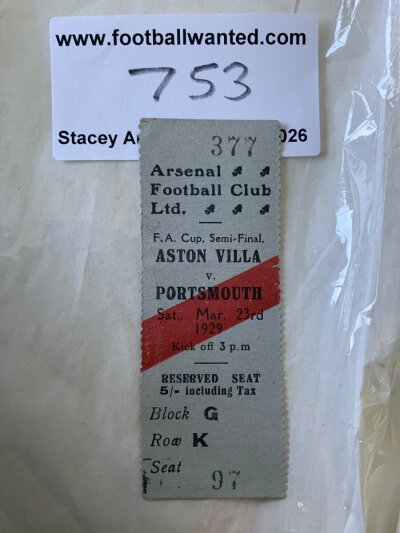 www.footballwanted.com
753
Stacey 026
377
Arsenal
Football Club
Ltd.
F.A. Cup, Semi-Final.
ASTON VILLA
v.
PORTSMOUTH
Sat., Mar. 23rd
1929
Kick off 3 p.m
RESERVED SEAT
5/- including Tax
Block G
Row K
Seat
97